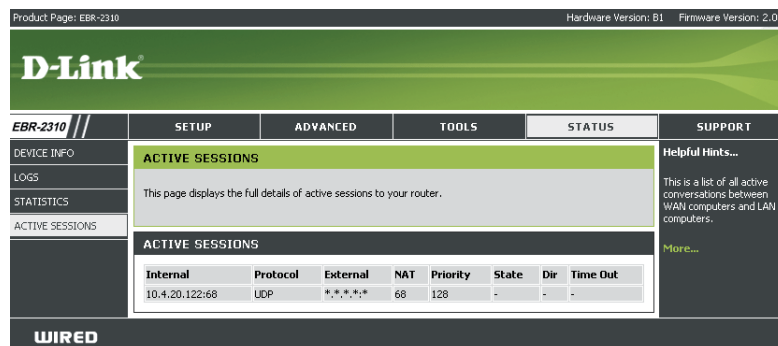 Product Page: EBR-2310 Hardware Version: B1 Firmware Version: 2.0
D-Link
EBR-2310 SETUP ADVANCED TOOLS STATUS SUPPORT
DEVICE INFO
LOGS
STATISTICS
ACTIVE SESSIONS
ACTIVE SESSIONS
This page displays the full details of active sessions to your router.
ACTIVE SESSIONS
Internal Protocol External NAT Priority State Dir Time Out
10.4.20.122:68 UDP *.*.*.*:* 68 128 - - -
Helpful Hints...
This is a list of all active
conversations between
WAN computers and LAN
computers.
More...
WIRED